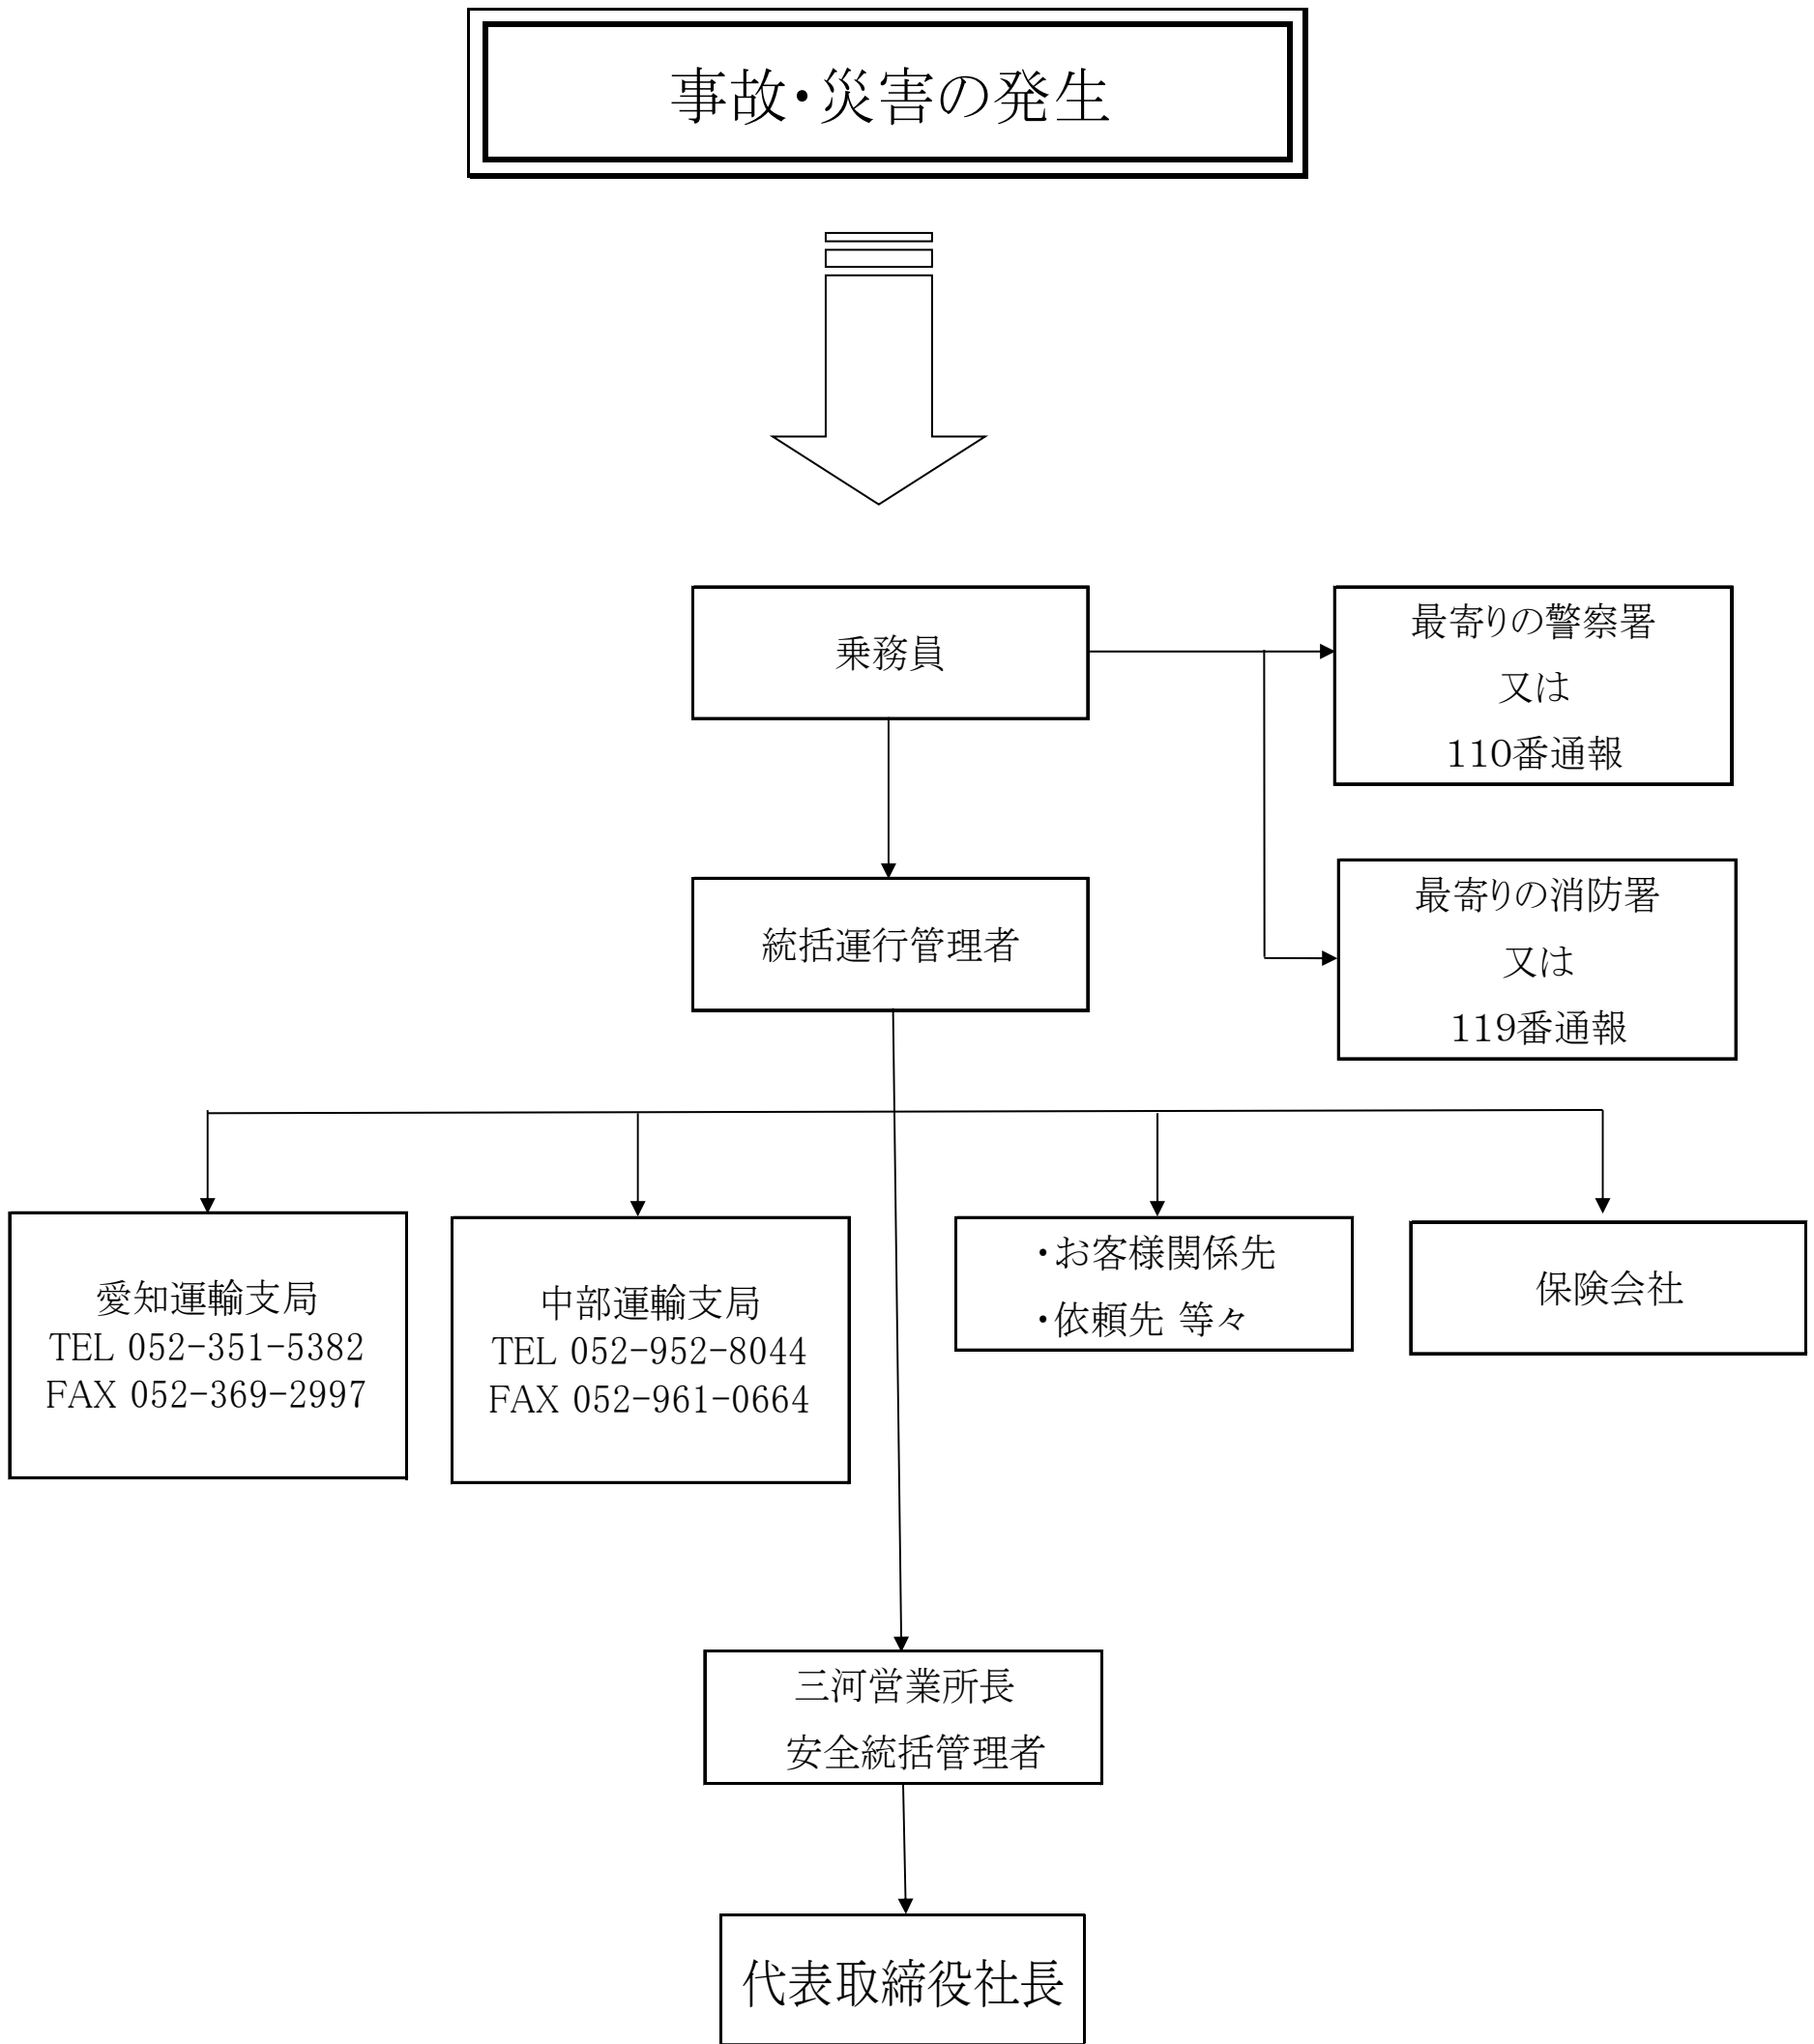 事故・災害の発生
乗務員
最寄りの警察署
又は
110番通報
統括運行管理者
最寄りの消防署
又は
119番通報
愛知運輸支局
TEL 052-351-5382
FAX 052-369-2997
中部運輸支局
TEL 052-952-8044
FAX 052-961-0664
・お客様関係先
・依頼先 等々
保険会社
三河営業所長
安全統括管理者
代表取締役社長